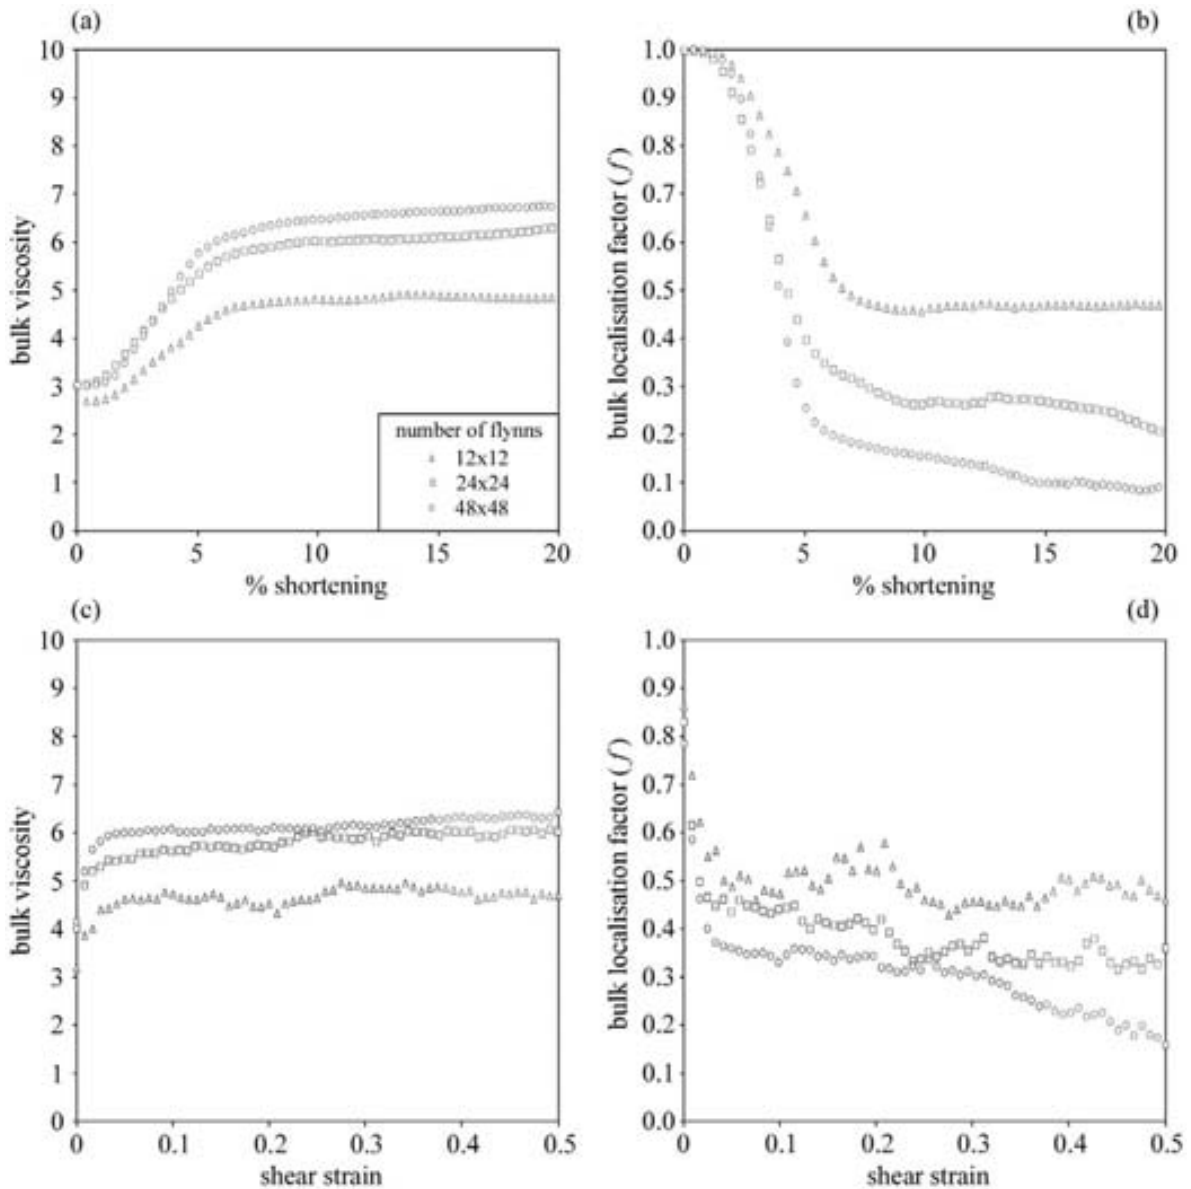 (a)
10
9
8
7
6
5
4
3
2
1
0
bulk viscosity
number of flynns
12x12
24x24
48x48
0 5 10 15 20
% shortening
(b)
1.0
0.9
0.8
0.7
0.6
0.5
0.4
0.3
0.2
0.1
0.0
bulk localisation factor (f)
0 5 10 15 20
% shortening
(c)
10
9
8
7
6
5
4
3
2
1
0
bulk viscosity
0 0.1 0.2 0.3 0.4 0.5
shear strain
(d)
1.0
0.9
0.8
0.7
0.6
0.5
0.4
0.3
0.2
0.1
0.0
bulk localisation factor (f)
0 0.1 0.2 0.3 0.4 0.5
shear strain